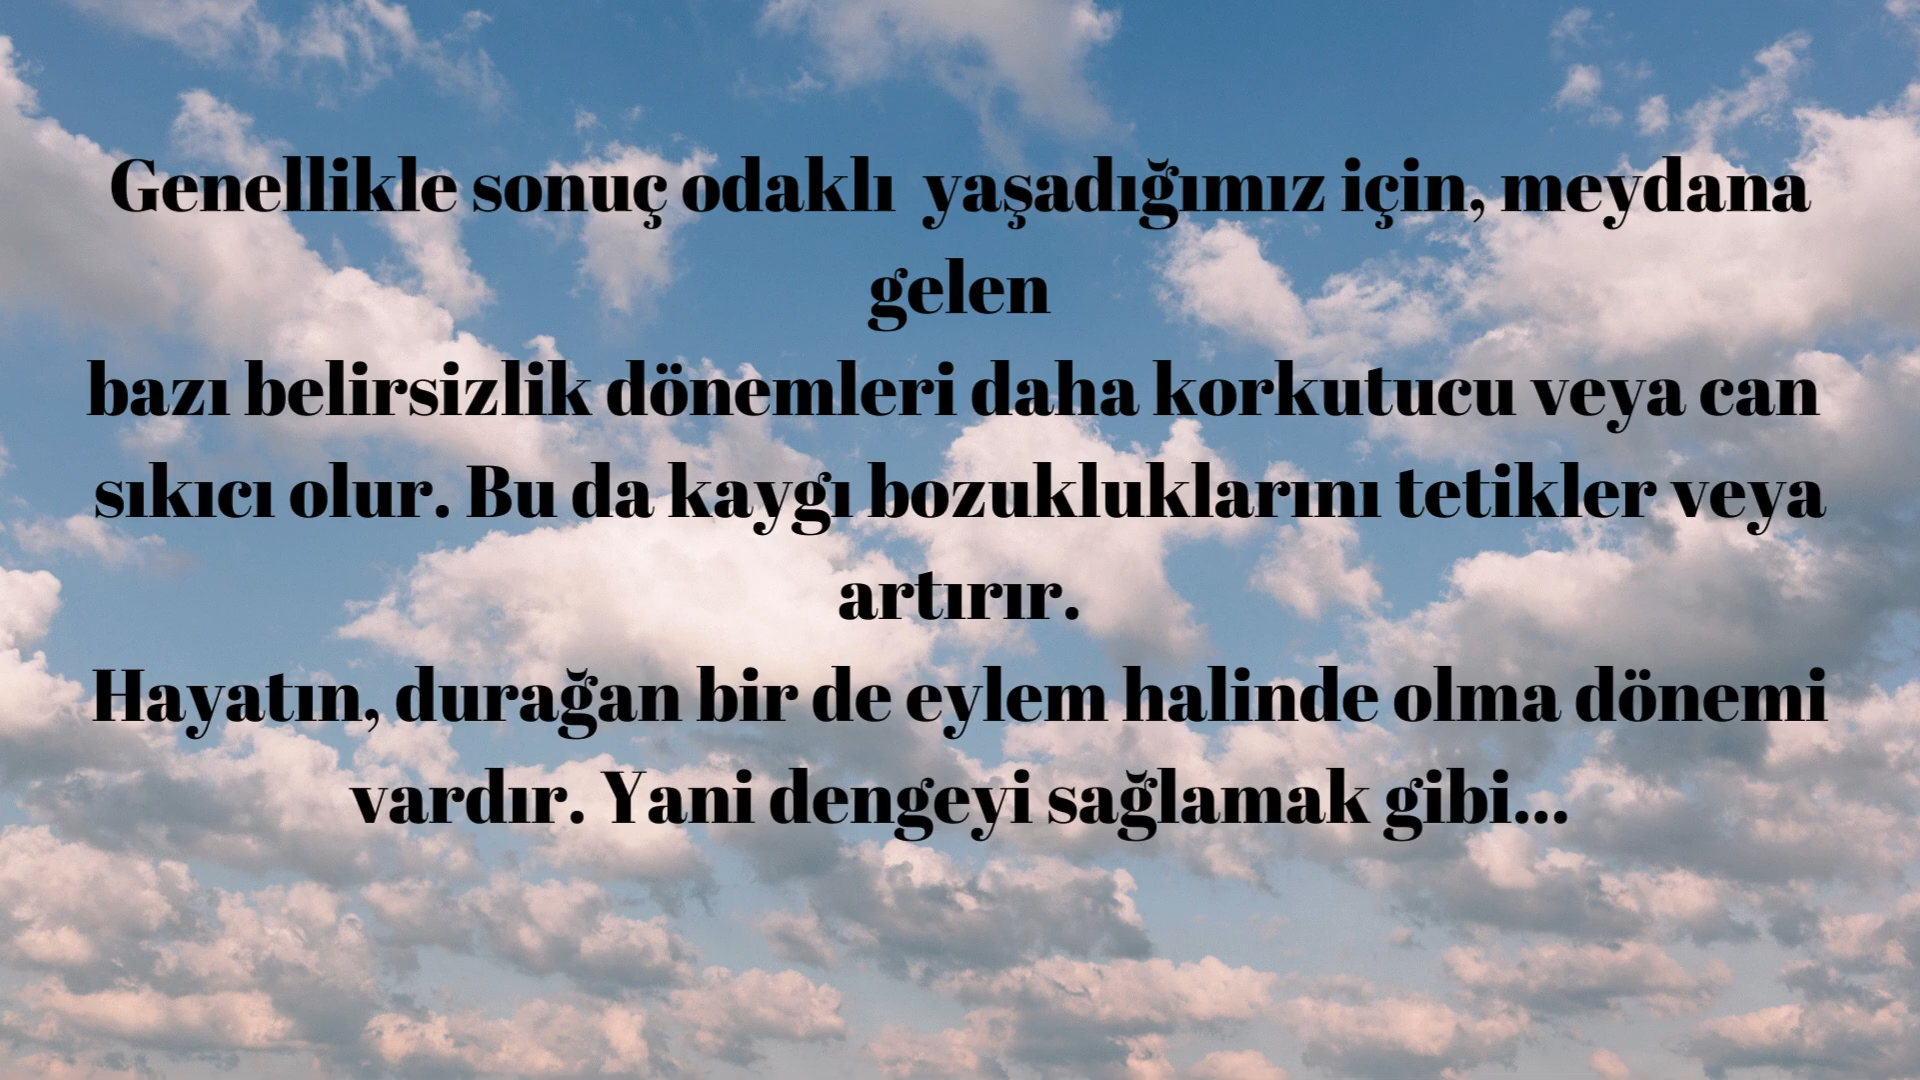 Genellikle sonuç odaklı  yaşadığımız için, meydana
gelen
bazı belirsizlik dönemleri daha korkutucu veya can
sıkıcı olur. Bu da kaygı bozukluklarını tetikler veya
artırır.
Hayatın, durağan bir de eylem halinde olma dönemi
vardır. Yani dengeyi sağlamak gibi...